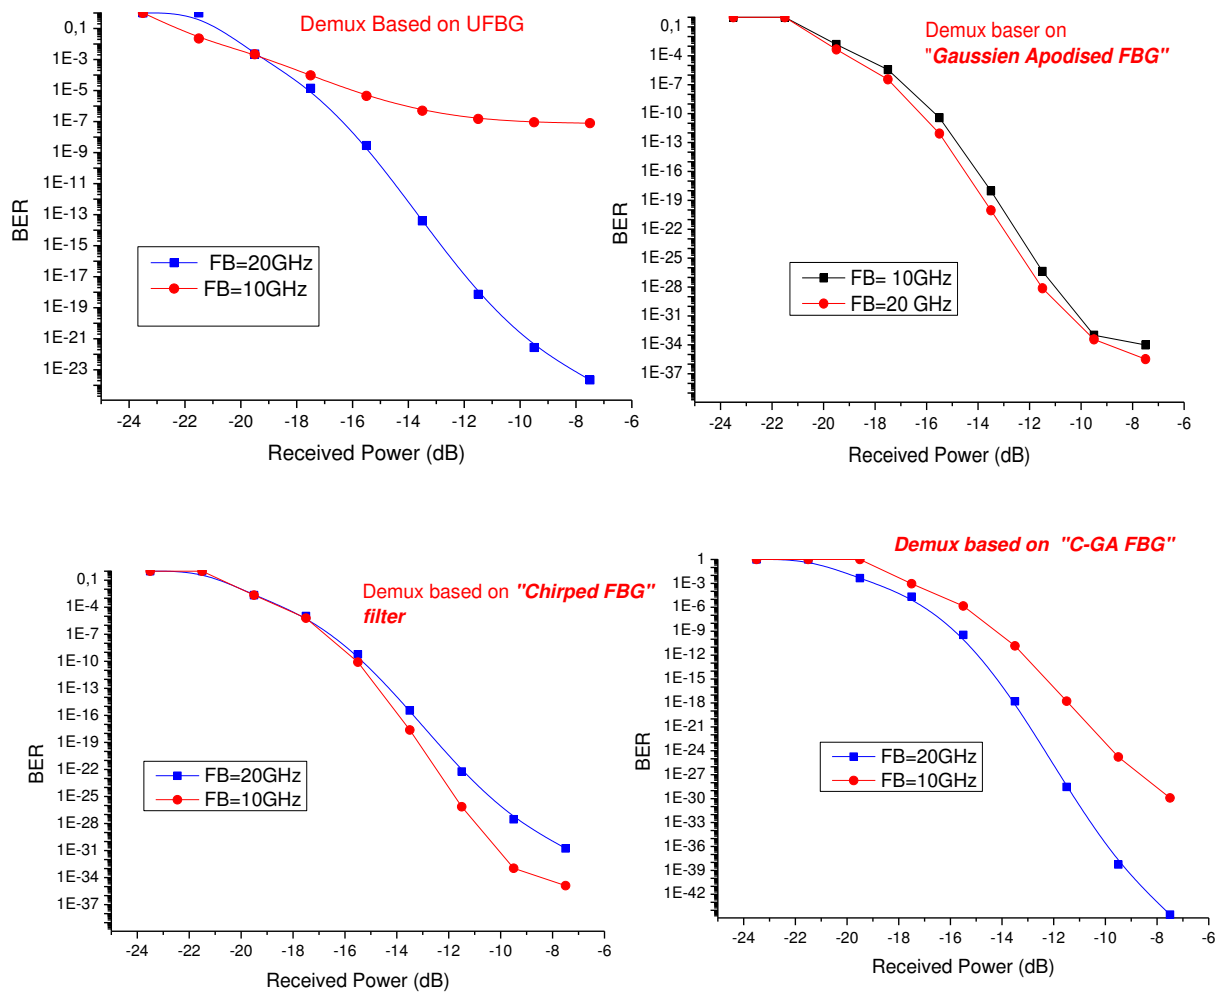 Demux Based on UFBG
0,1
1E-3
1E-5
1E-7
1E-9
1E-11
1E-13
1E-15
1E-17
1E-19
1E-21
1E-23
BER
FB=20GHz
FB=10GHz
-24 -22 -20 -18 -16 -14 -12 -10 -8 -6
Received Power (dB)
Demux baser on
"Gaussien Apodised FBG"
0,1
1E-4
1E-7
1E-10
1E-13
1E-16
1E-19
1E-22
1E-25
1E-28
1E-31
1E-34
1E-37
BER
FB= 10GHz
FB=20 GHz
-24 -22 -20 -18 -16 -14 -12 -10 -8 -6
Received Power (dB)
Demux based on "Chirped FBG"
filter
0,1
1E-4
1E-7
1E-10
1E-13
1E-16
1E-19
1E-22
1E-25
1E-28
1E-31
1E-34
1E-37
BER
FB=20GHz
FB=10GHz
-24 -22 -20 -18 -16 -14 -12 -10 -8 -6
Received Power (dB)
Demux based on "C-GA FBG"
1
1E-3
1E-6
1E-9
1E-12
1E-15
1E-18
1E-21
1E-24
1E-27
1E-30
1E-33
1E-36
1E-39
1E-42
BER
FB=20GHz
FB=10GHz
-24 -22 -20 -18 -16 -14 -12 -10 -8 -6
Received Power (dB)